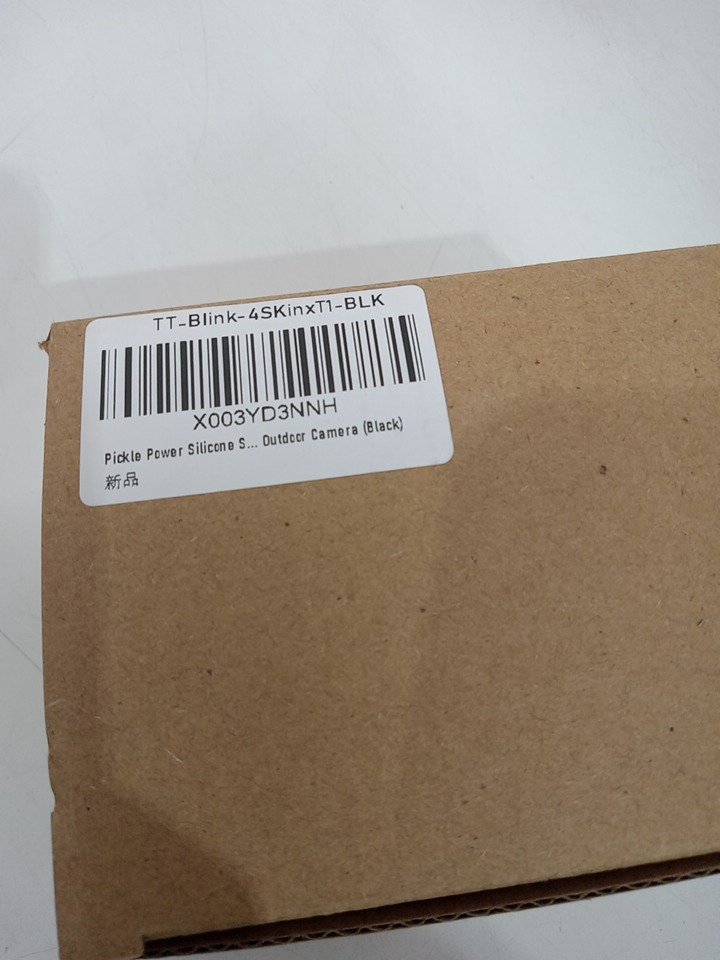 TT-Blink-4SKinxT1-BLK
X003YD3NNH
Pickle Power Silicone S... Outdoor Camera (Black)
新品